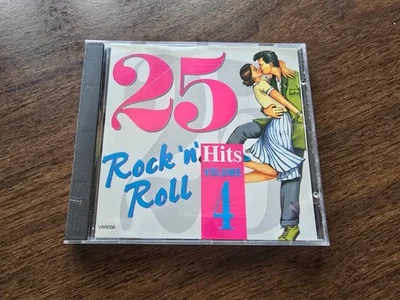 25
Rock 'n' Hits
Roll VOLUME
4